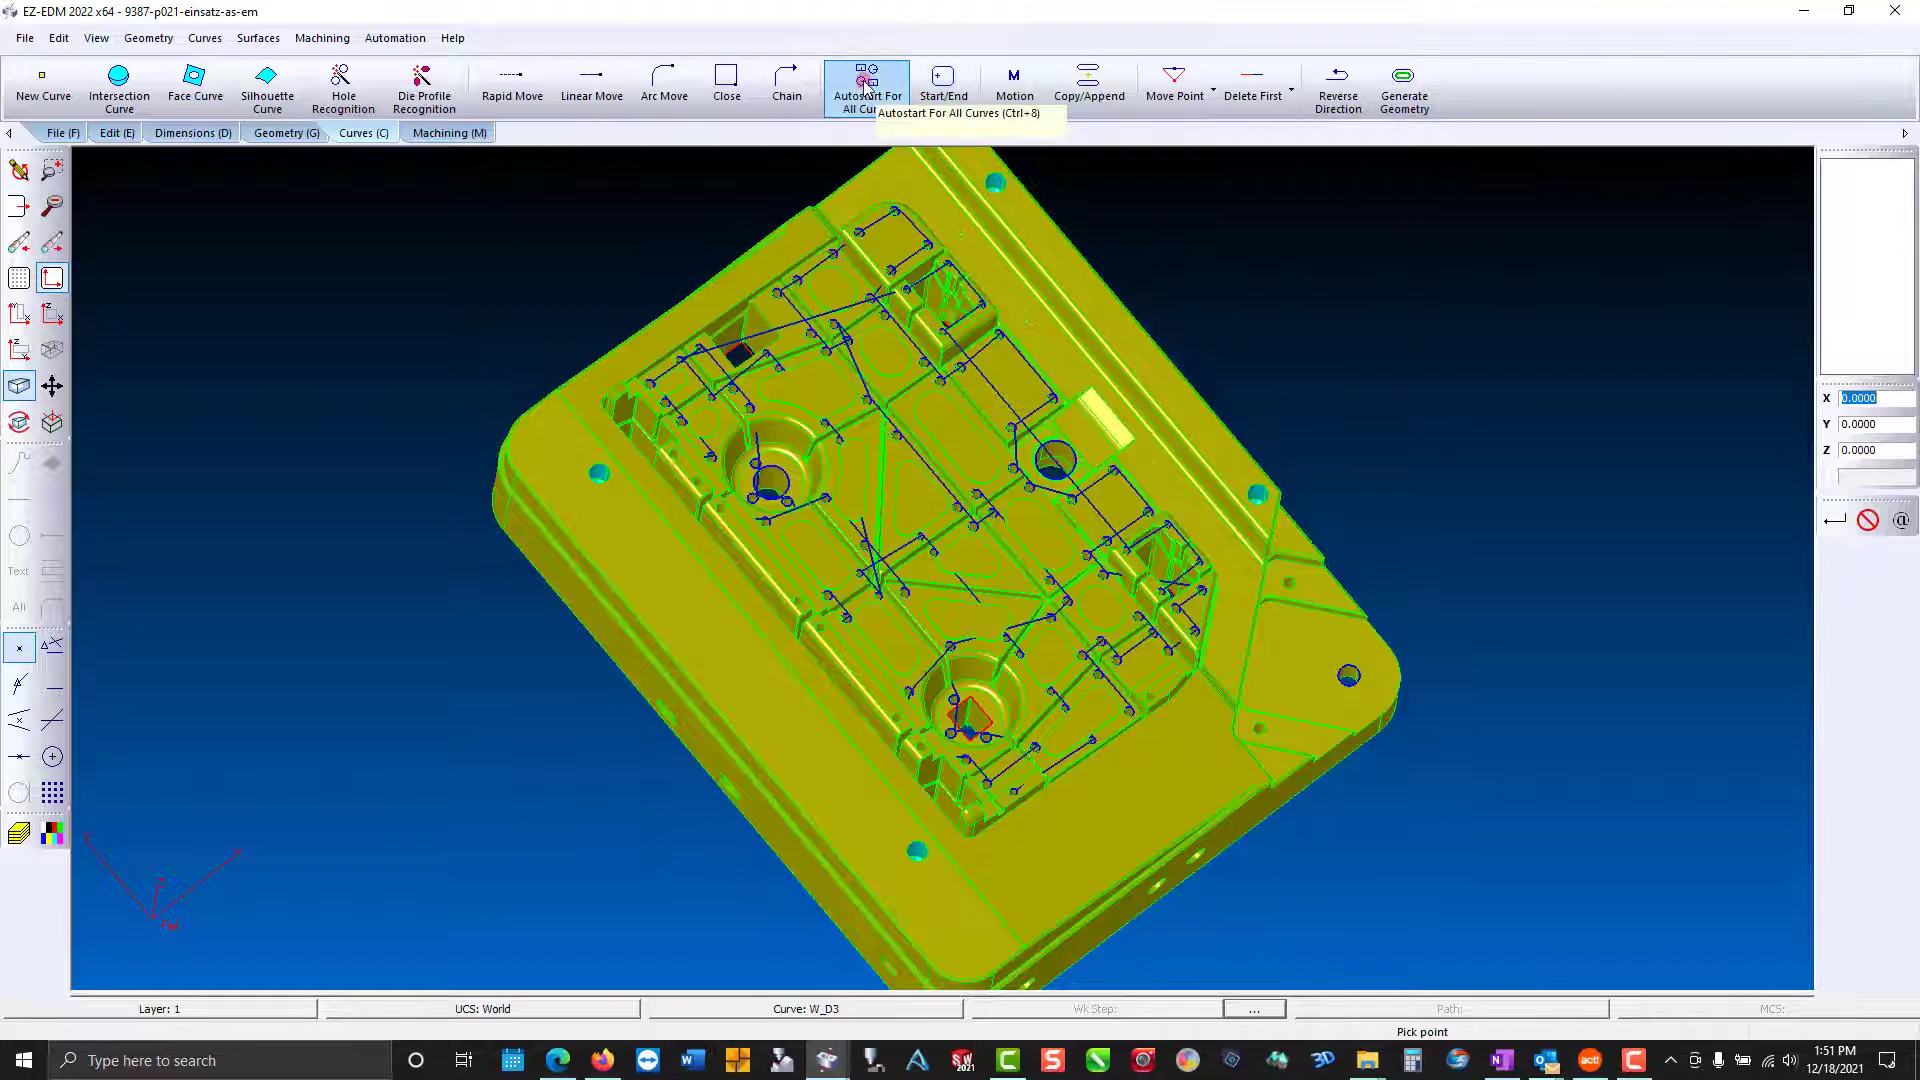 EZ-EDM 2022 x64 - 9387-p021-einsatz-as-em
File Edit View Geometry Curves Surfaces Machining Automation Help
New Curve
Intersection Curve
Face Curve
Silhouette Curve
Hole Recognition
Die Profile Recognition
Rapid Move
Linear Move
Arc Move
Close
Chain
Autostart For
Start/End
Motion
Copy/Append
Move Point
Delete First
Reverse Direction
Generate Geometry
Autostart For All Curves (Ctrl+8)
File (F) Edit (E) Dimensions (D) Geometry (G) Curves (C) Machining (M)
X 0.0000
Y 0.0000
Z 0.0000
@
Text
All
Layer: 1
UCS: World
Curve: W_D3
Wk Step:
...
Path:
MCS:
Pick point
Type here to search
1:51 PM
12/18/2021